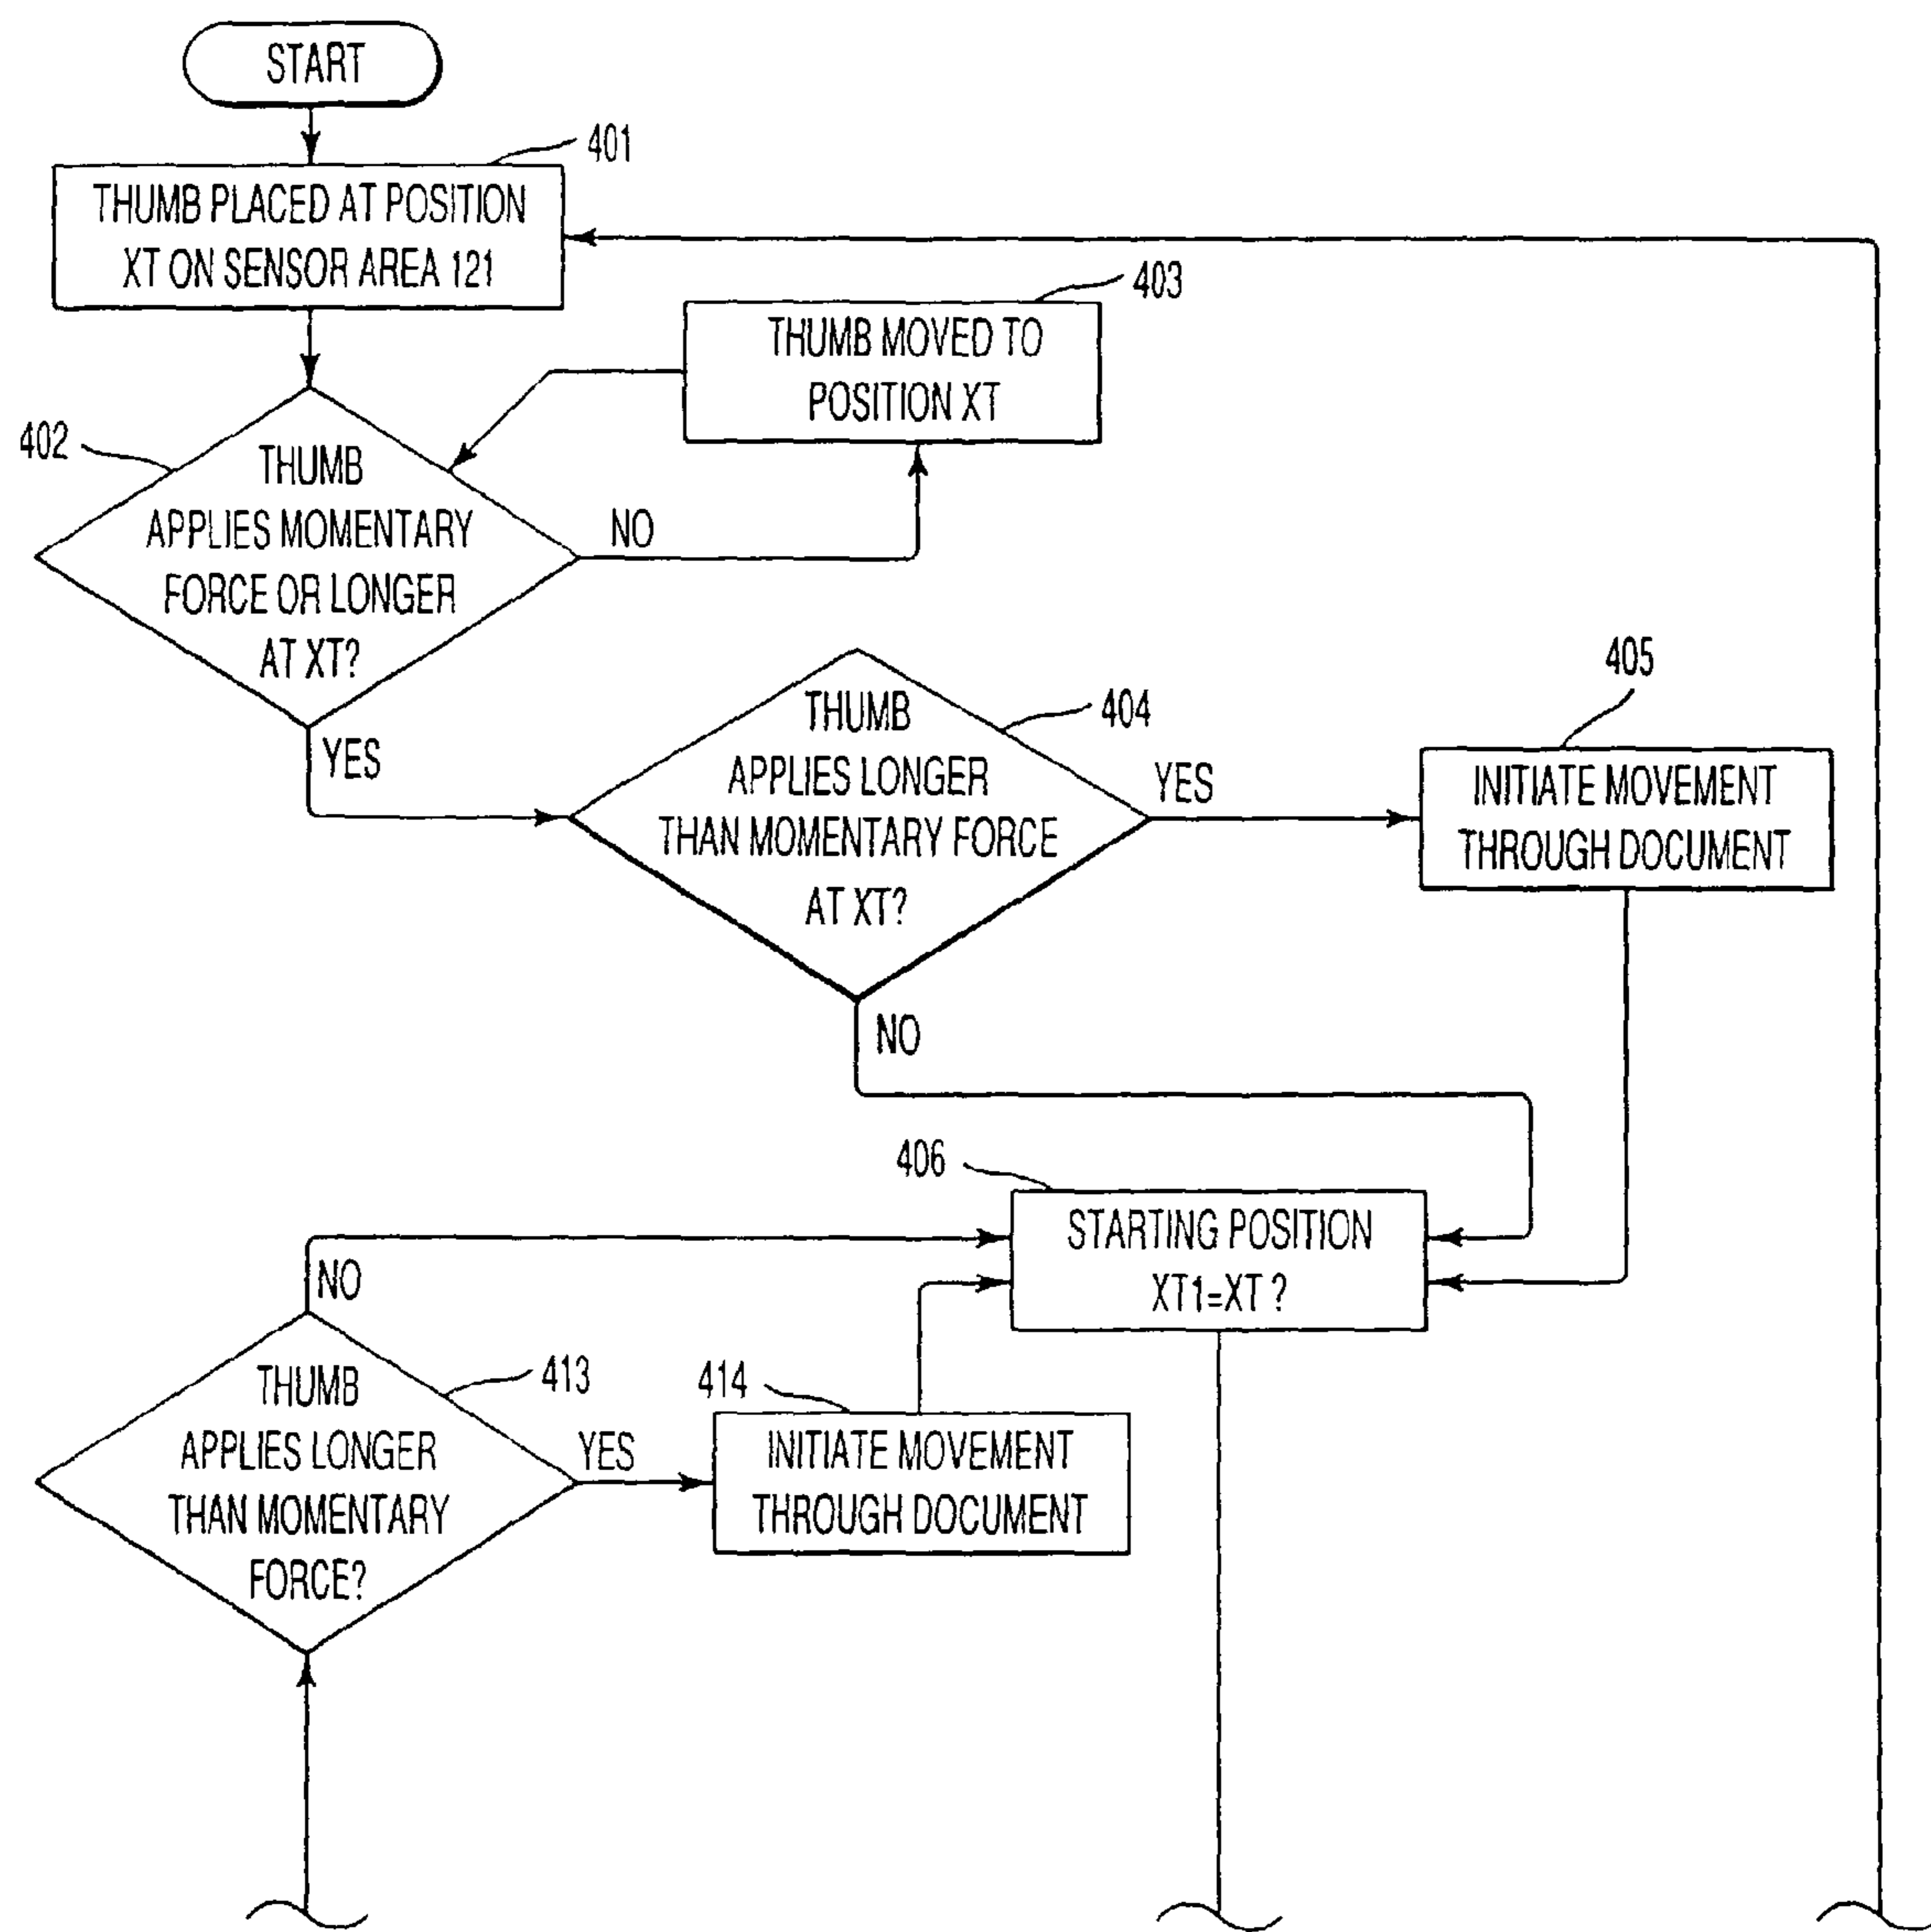 START
401
THUMB PLACED AT POSITION
XT ON SENSOR AREA 121
403
THUMB MOVED TO
POSITION XT
402
THUMB
APPLIES MOMENTARY
FORCE OR LONGER
AT XT?
NO
YES
404
THUMB
APPLIES LONGER
THAN MOMENTARY FORCE
AT XT?
YES
405
INITIATE MOVEMENT
THROUGH DOCUMENT
NO
406
STARTING POSITION
XT1=XT ?
NO
413
THUMB
APPLIES LONGER
THAN MOMENTARY
FORCE?
YES
414
INITIATE MOVEMENT
THROUGH DOCUMENT